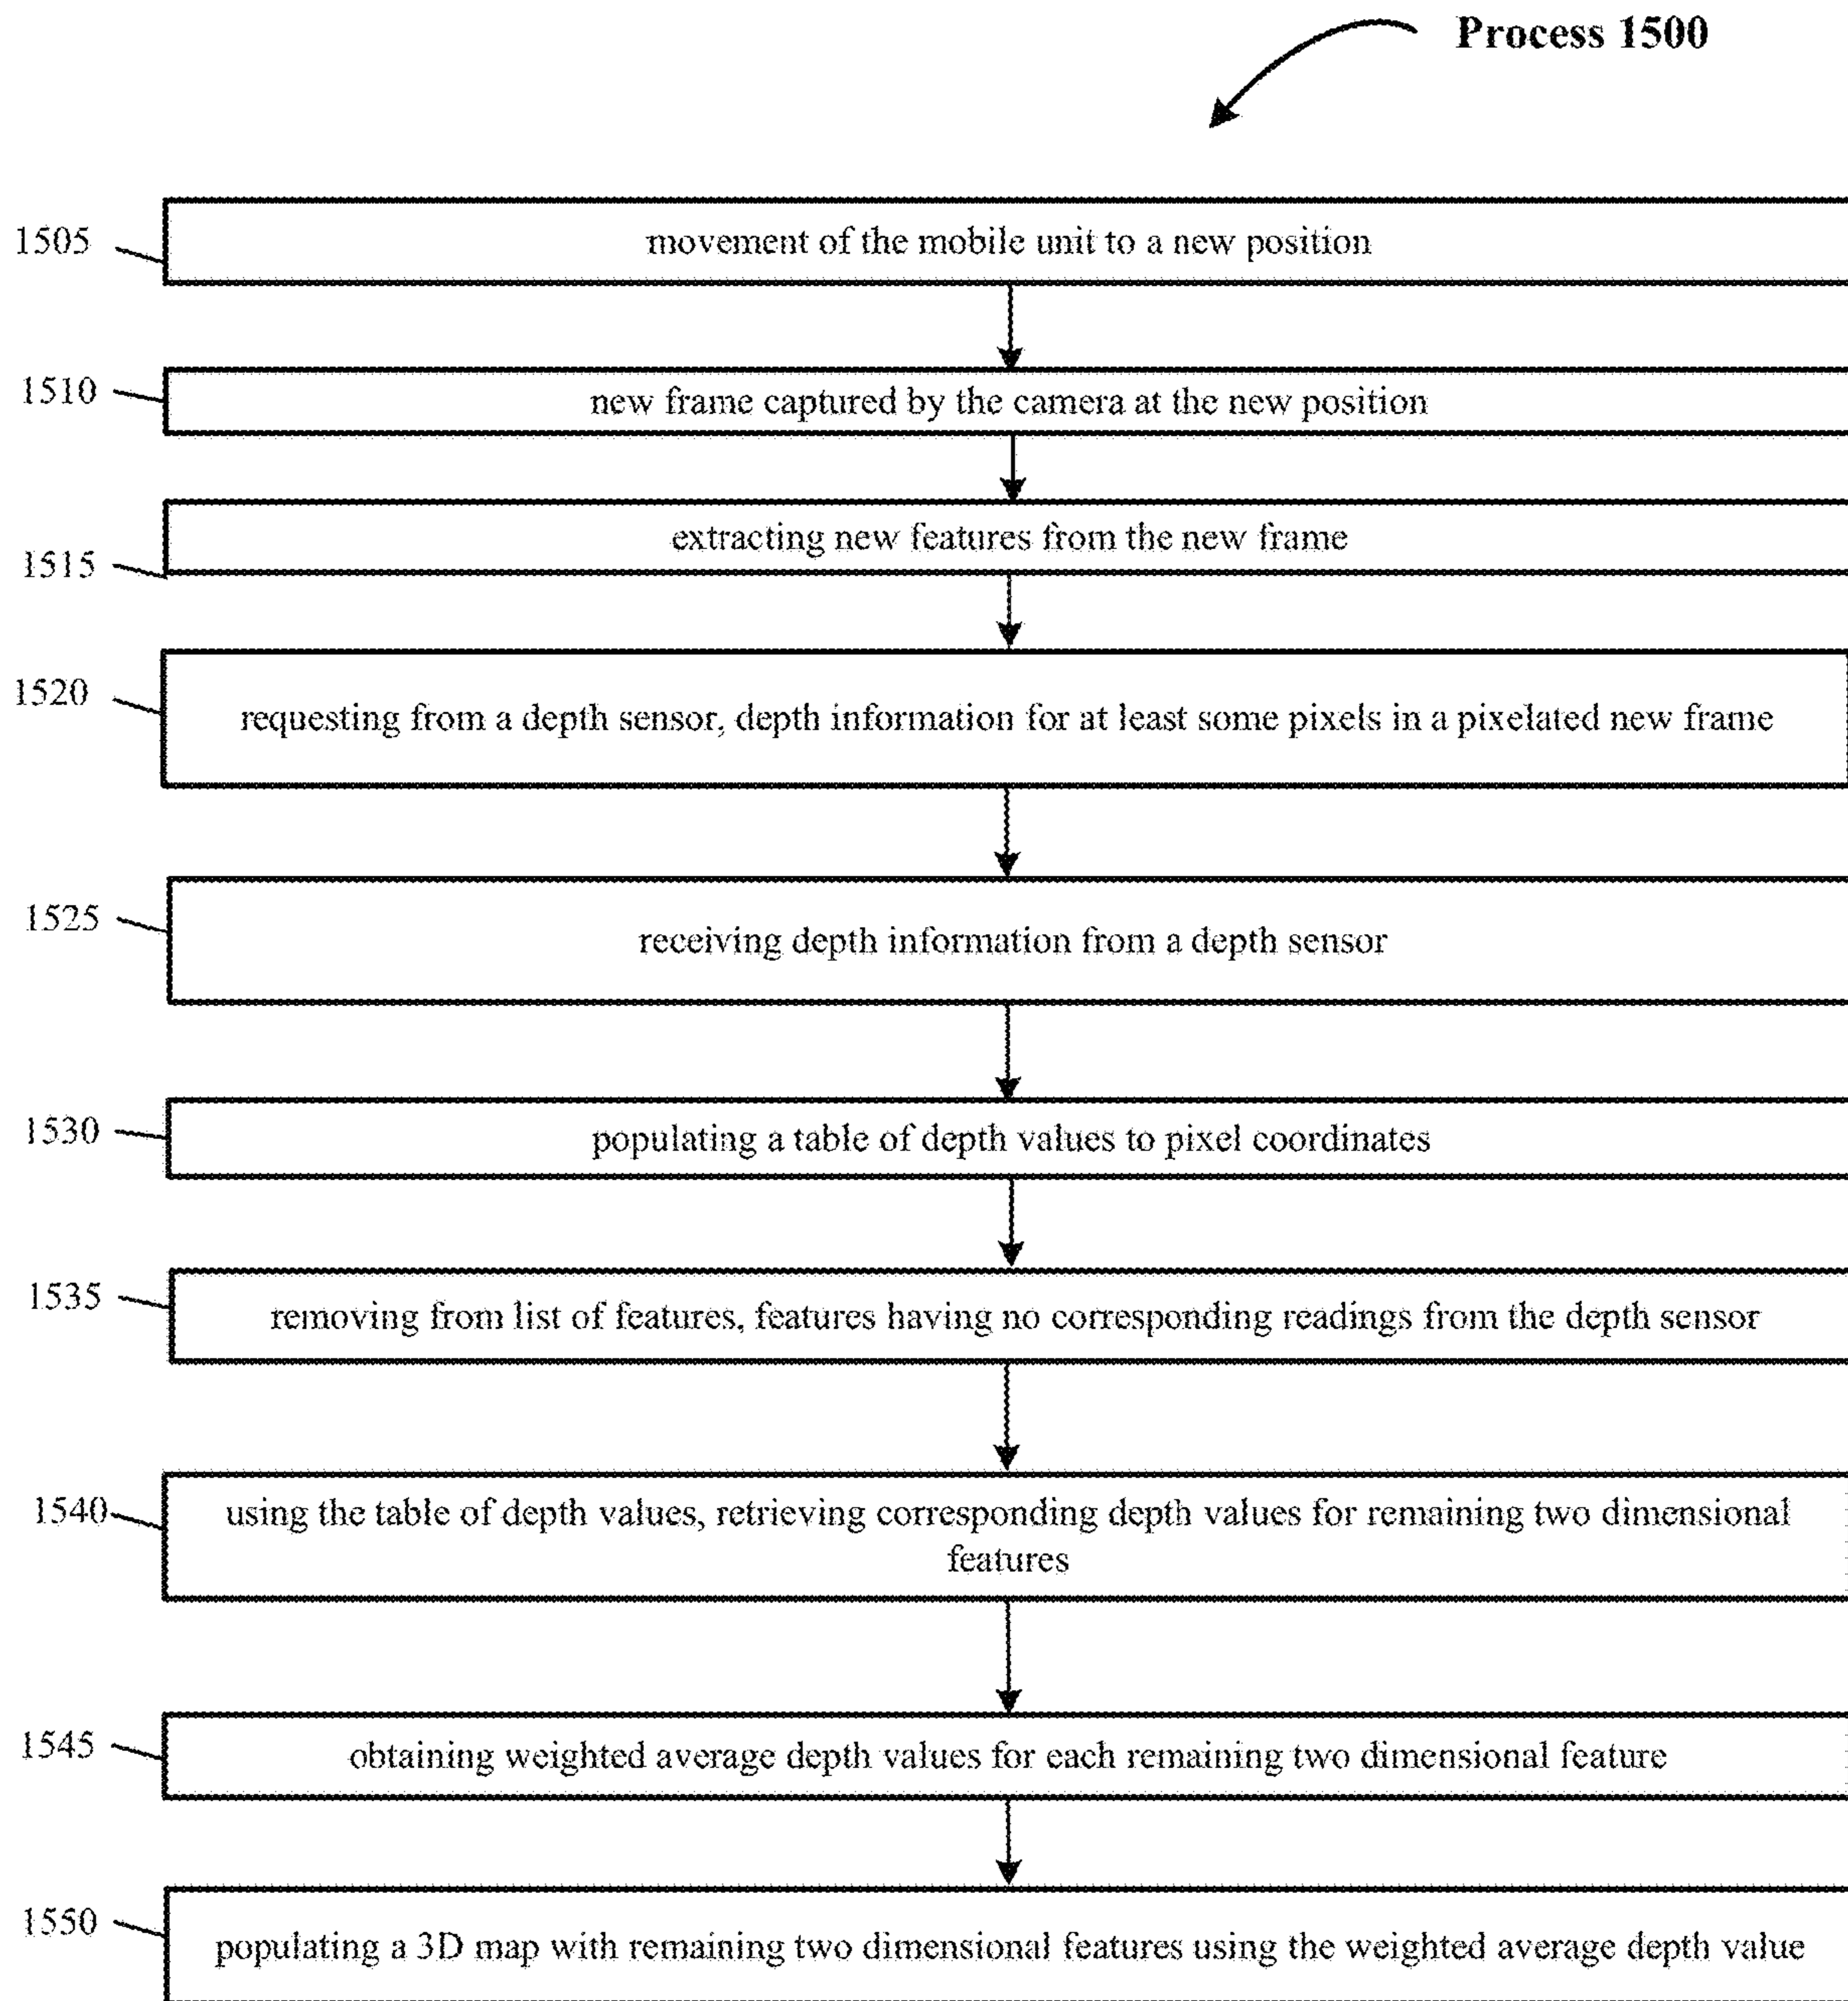 Process 1500
1505
movement of the mobile unit to a new position
1510
new frame captured by the camera at the new position
extracting new features from the new frame
1515
1520
requesting from a depth sensor, depth information for at least some pixels in a pixelated new frame
1525
receiving depth information from a depth sensor
1530
populating a table of depth values to pixel coordinates
1535
removing from list of features, features having no corresponding readings from the depth sensor
1540
using the table of depth values, retrieving corresponding depth values for remaining two dimensional
features
1545
obtaining weighted average depth values for each remaining two dimensional feature
1550
populating a 3D map with remaining two dimensional features using the weighted average depth value